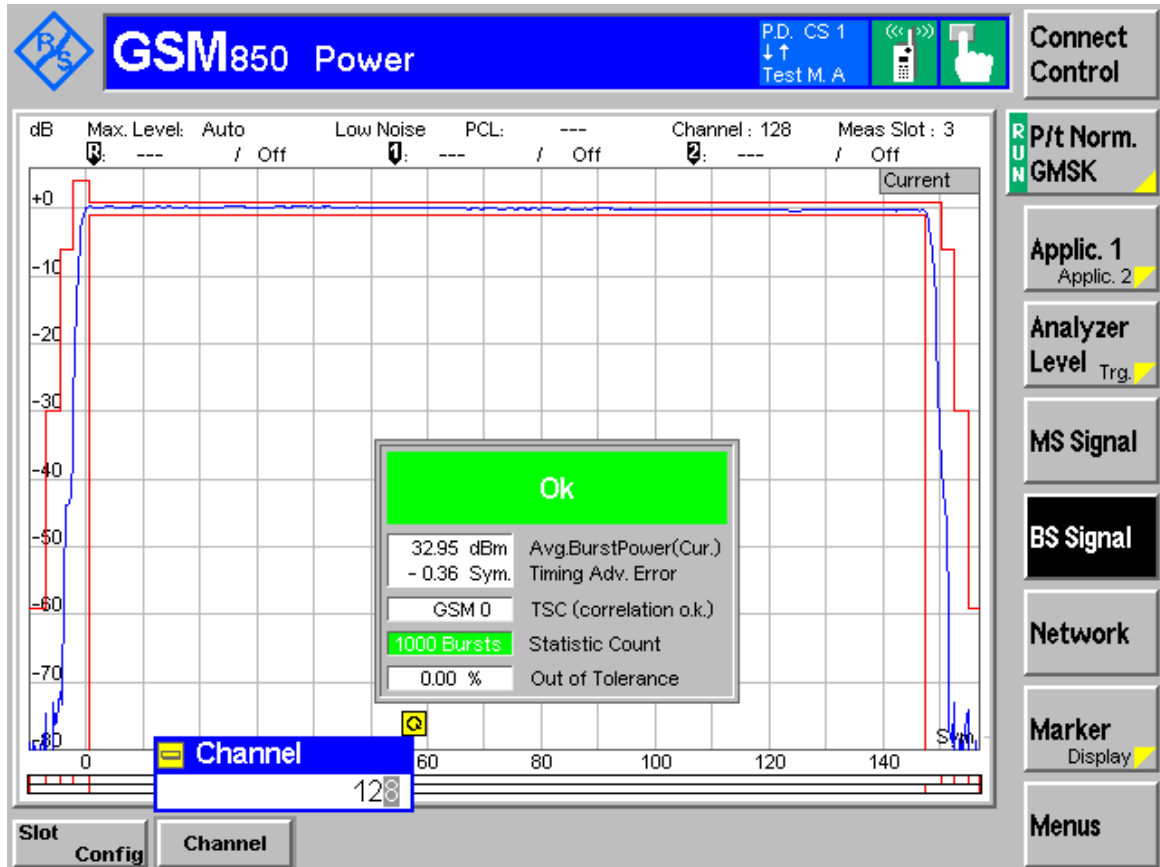 R/S
GSM850 Power
P.D. CS 1
↓↑
Test M. A
Connect
Control
dB Max. Level: Auto Low Noise PCL: --- Channel : 128 Meas Slot : 3
R: --- / Off 1: --- / Off 2: --- / Off
Current
RUN
P/t Norm.
GMSK
+0
-10
-20
-30
-40
-50
-60
-70
-80
Applic. 1
Applic. 2
Analyzer
Level Trg.
MS Signal
BS Signal
Network
Marker
Display
Menus
Ok
32.95 dBm Avg.BurstPower(Cur.)
- 0.36 Sym. Timing Adv. Error
GSM 0 TSC (correlation o.k.)
1000 Bursts Statistic Count
0.00 % Out of Tolerance
Sym.
0 60 80 100 120 140
Channel
128
Slot
Config
Channel